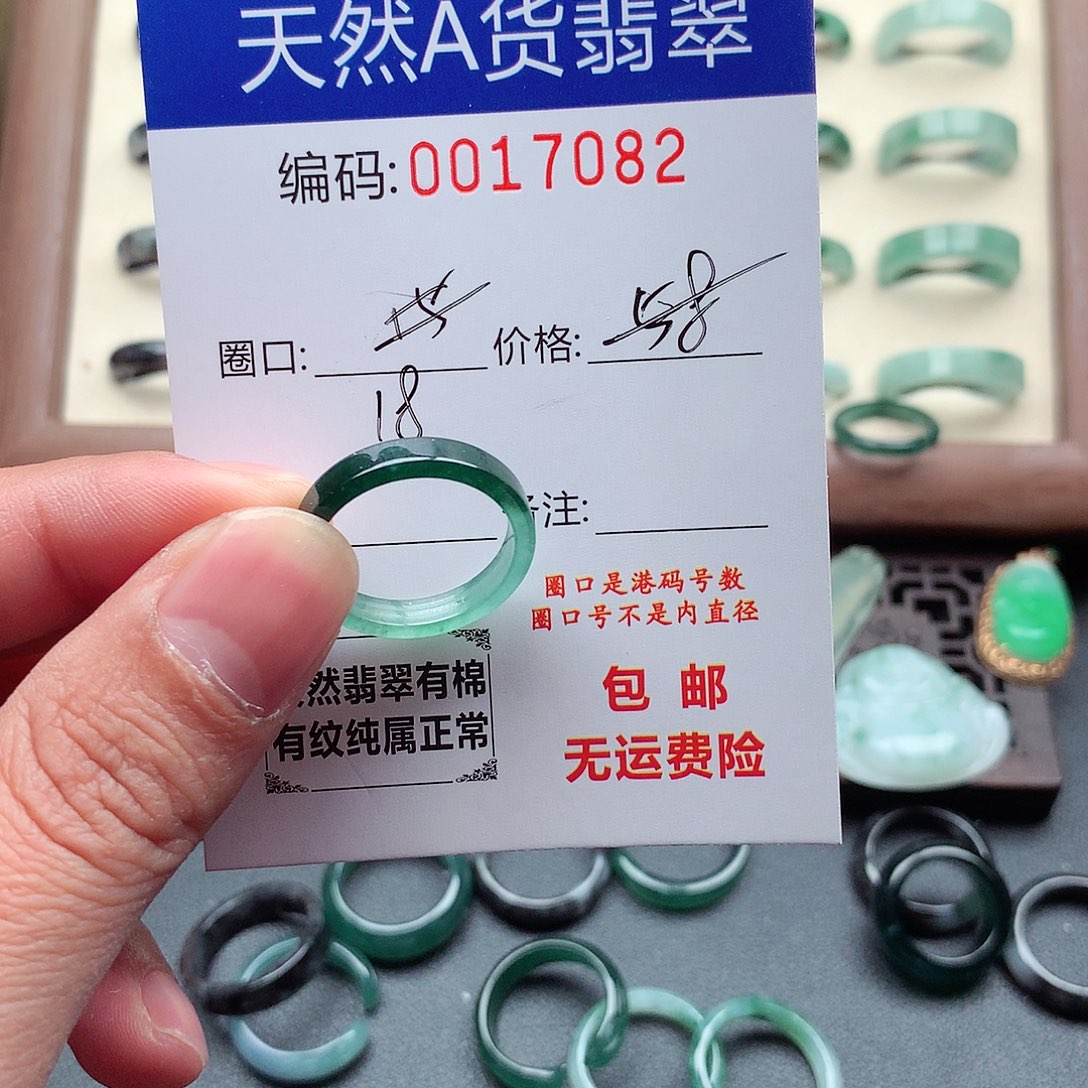 天然A货翡翠
编码:0017082
圈口: 价格: 58
18
备注:
圈口是港码号数
圈口号不是内直径
然翡翠有棉
有纹纯属正常
包邮
无运费险